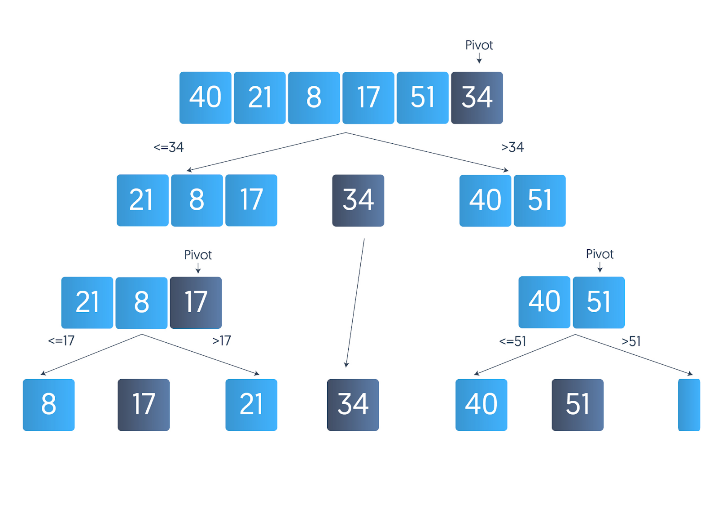 Pivot
40 21 8 17 51 34
<=34 >34
21 8 17 34 40 51
Pivot Pivot
21 8 17 40 51
<=17 >17 <=51 >51
8 17 21 34 40 51